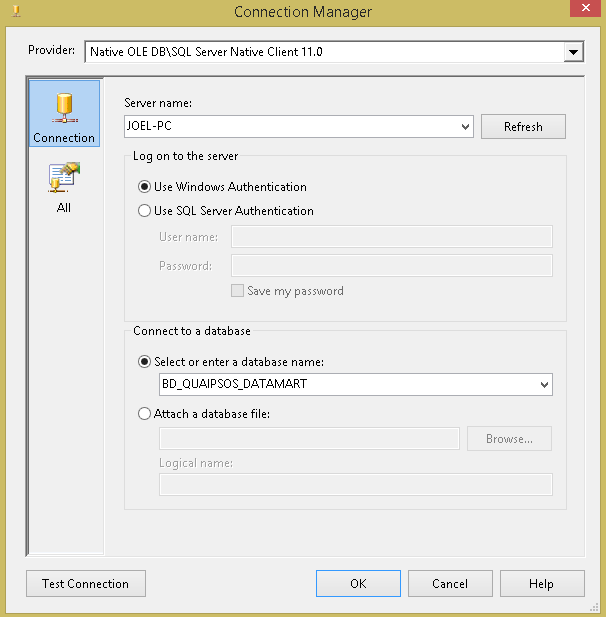 Connection Manager
Provider:
Native OLE DB\SQL Server Native Client 11.0
Connection
All
Server name:
JOEL-PC
Refresh
Log on to the server
Use Windows Authentication
Use SQL Server Authentication
User name:
Password:
Save my password
Connect to a database
Select or enter a database name:
BD_QUAIPSOS_DATAMART
Attach a database file:
Browse...
Logical name:
Test Connection
OK
Cancel
Help